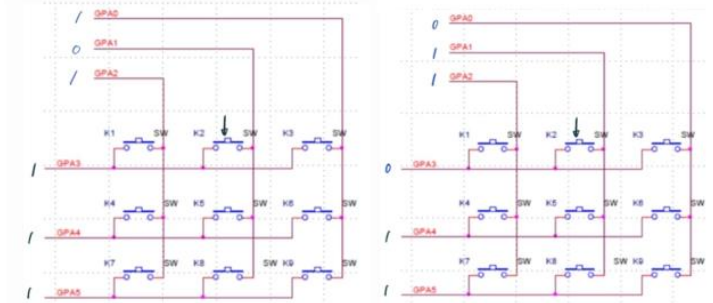 1 GPA0
0 GPA1
1 GPA2
K1 SW K2 SW K3 SW
1 GPA3
K4 SW K5 SW K6 SW
1 GPA4
K7 SW K8 SW K9 SW
1 GPA5
0 GPA0
1 GPA1
1 GPA2
K1 SW K2 SW K3 SW
0 GPA3
K4 SW K5 SW K6 SW
1 GPA4
K7 SW K8 SW K9 SW
1 GPA5